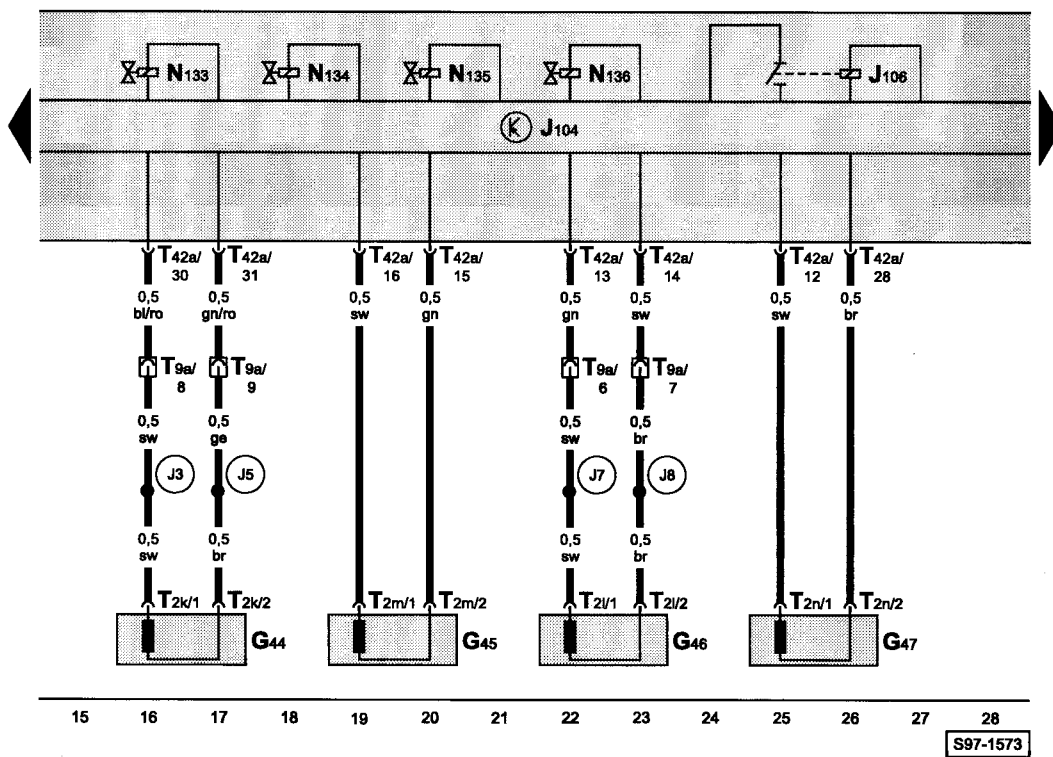 N133 N134 N135 N136 J106
J104
T42a/ T42a/ T42a/ T42a/ T42a/ T42a/ T42a/ T42a/
30 31 16 15 13 14 12 28
0,5 0,5 0,5 0,5 0,5 0,5 0,5 0,5
bl/ro gn/ro sw gn gn sw sw br
T9a/ T9a/ T9a/ T9a/
8 9 6 7
0,5 0,5 0,5 0,5
sw ge sw br
J3 J5 J7 J8
0,5 0,5 0,5 0,5
sw br sw br
T2k/1 T2k/2 T2m/1 T2m/2 T2l/1 T2l/2 T2n/1 T2n/2
G44 G45 G46 G47
15 16 17 18 19 20 21 22 23 24 25 26 27 28
S97-1573